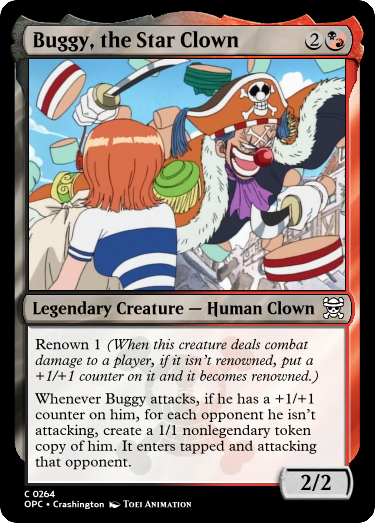 Buggy, the Star Clown 2
Legendary Creature — Human Clown
Renown 1 (When this creature deals combat
damage to a player, if it isn't renowned, put a
+1/+1 counter on it and it becomes renowned.)
Whenever Buggy attacks, if he has a +1/+1
counter on him, for each opponent he isn't
attacking, create a 1/1 nonlegendary token
copy of him. It enters tapped and attacking
that opponent.
2/2
C 0264
OPC • Crashington TOEI ANIMATION